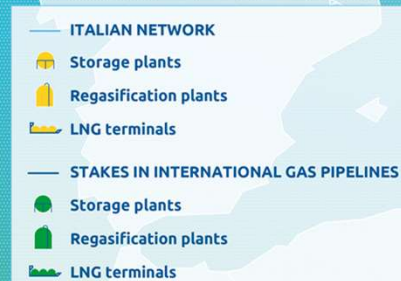 ITALIAN NETWORK
Storage plants
Regasification plants
LNG terminals
STAKES IN INTERNATIONAL GAS PIPELINES
Storage plants
Regasification plants
LNG terminals